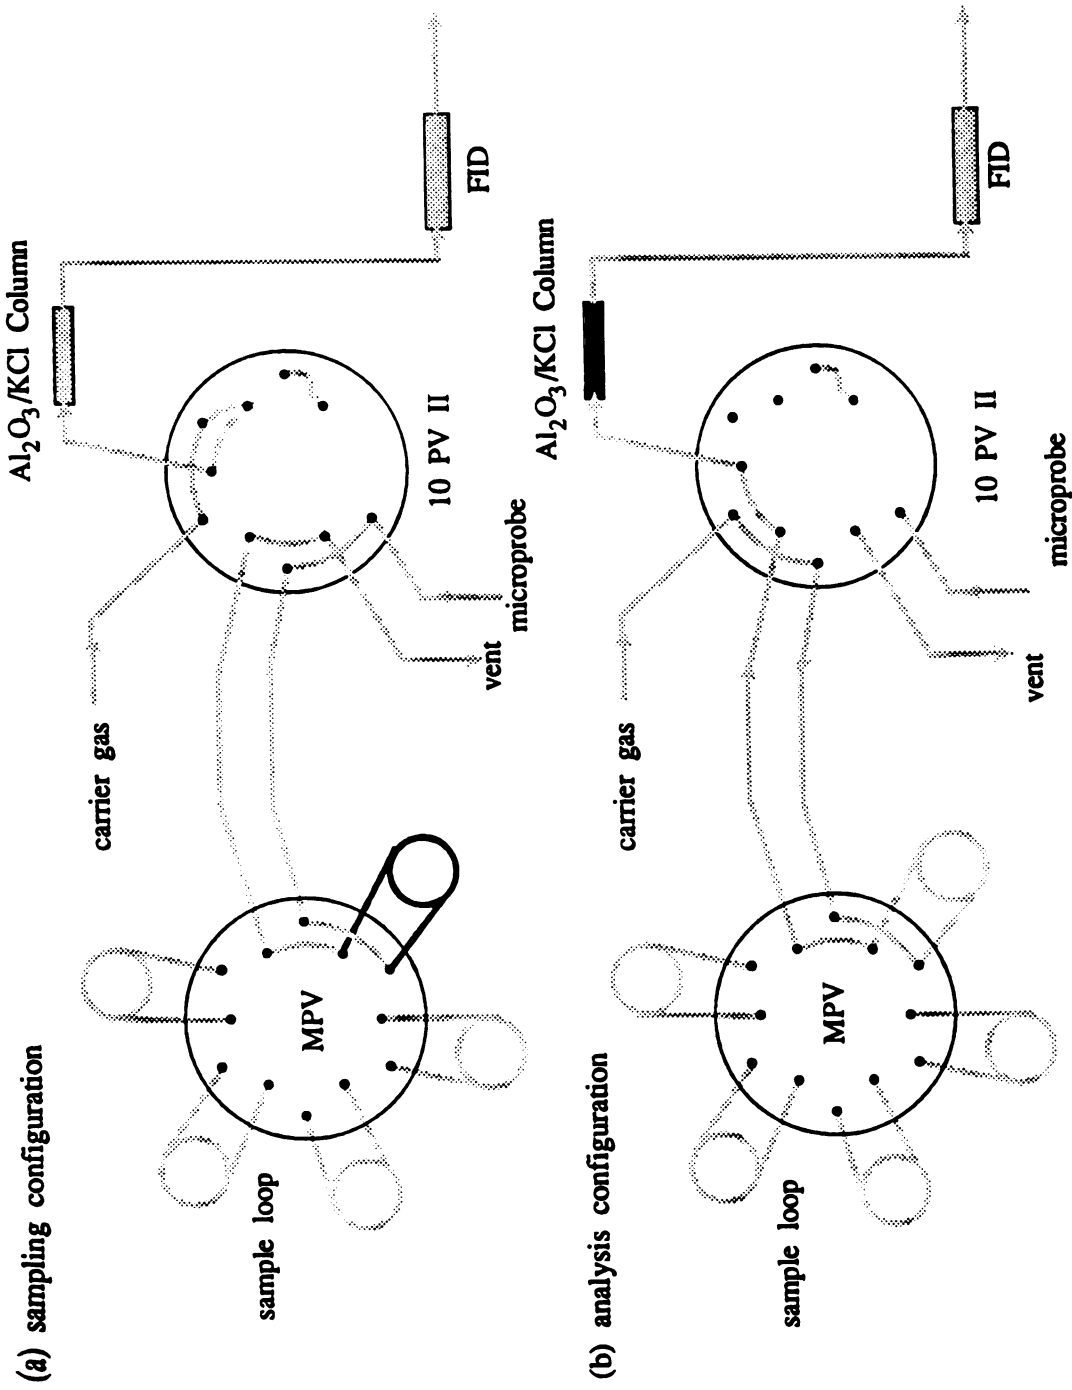 (a) sampling configuration
Al₂O₃/KCl Column
carrier gas
FID
MPV
10 PV II
sample loop
vent
microprobe
(b) analysis configuration
Al₂O₃/KCl Column
carrier gas
FID
MPV
10 PV II
sample loop
vent
microprobe